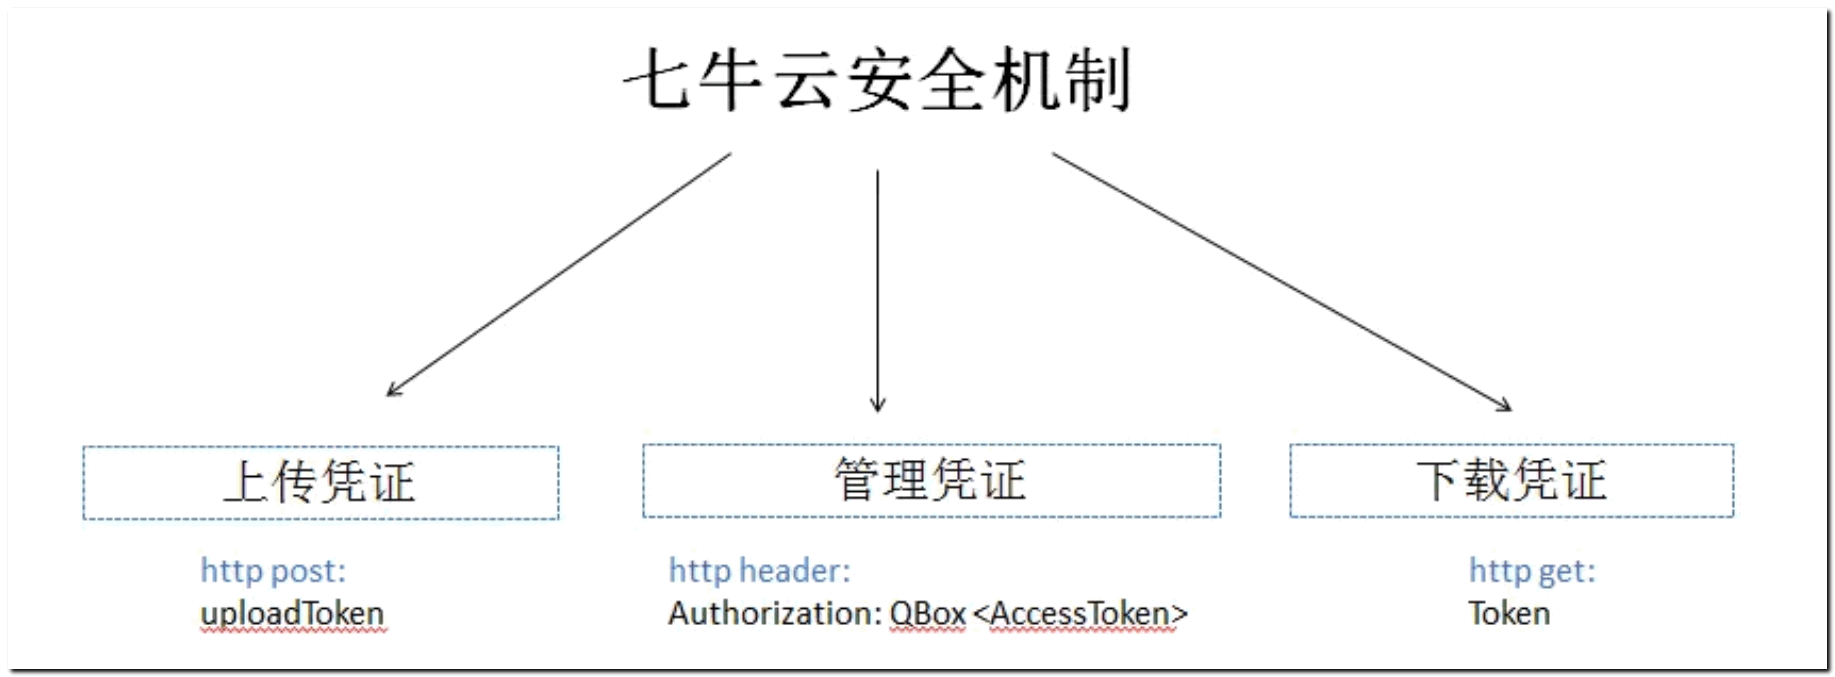 七牛云安全机制
上传凭证
http post:
uploadToken
管理凭证
http header:
Authorization: QBox <AccessToken>
下载凭证
http get:
Token